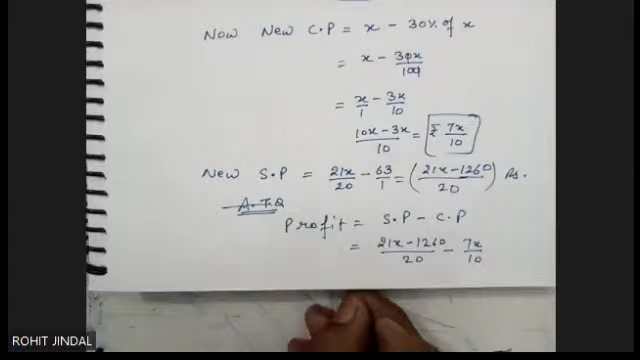 Now New C.P = x - 30% of x
= x - 30x/100
= x/1 - 3x/10
10x-3x/10 = ₹ 7x/10
New S.P = 21x/20 - 63/1 = (21x-1260/20) Rs.
A.T.Q
Profit = S.P - C.P
= 21x-1260/20 - 7x/10
ROHIT JINDAL